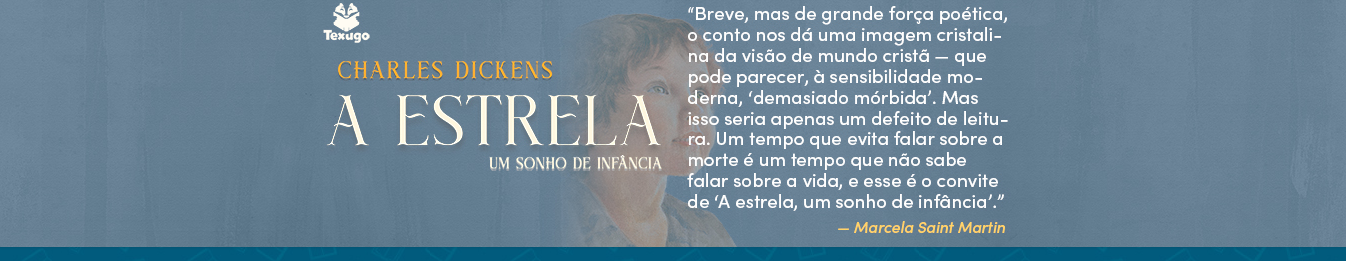 Texugo
CHARLES DICKENS
A ESTRELA
UM SONHO DE INFÂNCIA
“Breve, mas de grande força poética,
o conto nos dá uma imagem cristali-
na da visão de mundo cristã — que
pode parecer, à sensibilidade mo-
derna, ‘demasiado mórbida’. Mas
isso seria apenas um defeito de leitu-
ra. Um tempo que evita falar sobre a
morte é um tempo que não sabe
falar sobre a vida, e esse é o convite
de ‘A estrela, um sonho de infância’.”
— Marcela Saint Martin